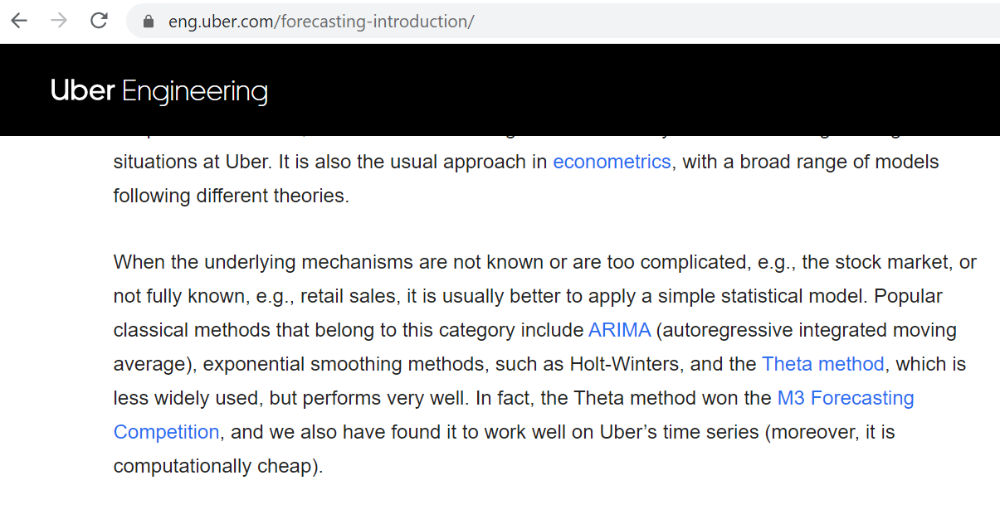 eng.uber.com/forecasting-introduction/
Uber Engineering
situations at Uber. It is also the usual approach in econometrics, with a broad range of models
following different theories.
When the underlying mechanisms are not known or are too complicated, e.g., the stock market, or
not fully known, e.g., retail sales, it is usually better to apply a simple statistical model. Popular
classical methods that belong to this category include ARIMA (autoregressive integrated moving
average), exponential smoothing methods, such as Holt-Winters, and the Theta method, which is
less widely used, but performs very well. In fact, the Theta method won the M3 Forecasting
Competition, and we also have found it to work well on Uber’s time series (moreover, it is
computationally cheap).